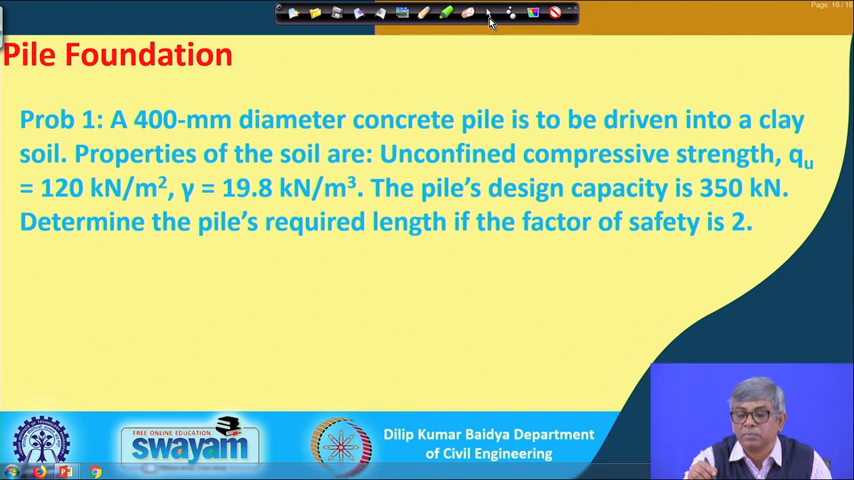 Page: 16 / 16
Pile Foundation
Prob 1: A 400-mm diameter concrete pile is to be driven into a clay
soil. Properties of the soil are: Unconfined compressive strength, qu
= 120 kN/m², γ = 19.8 kN/m³. The pile's design capacity is 350 kN.
Determine the pile's required length if the factor of safety is 2.
FREE ONLINE EDUCATION
swayam
Dilip Kumar Baidya Department
of Civil Engineering